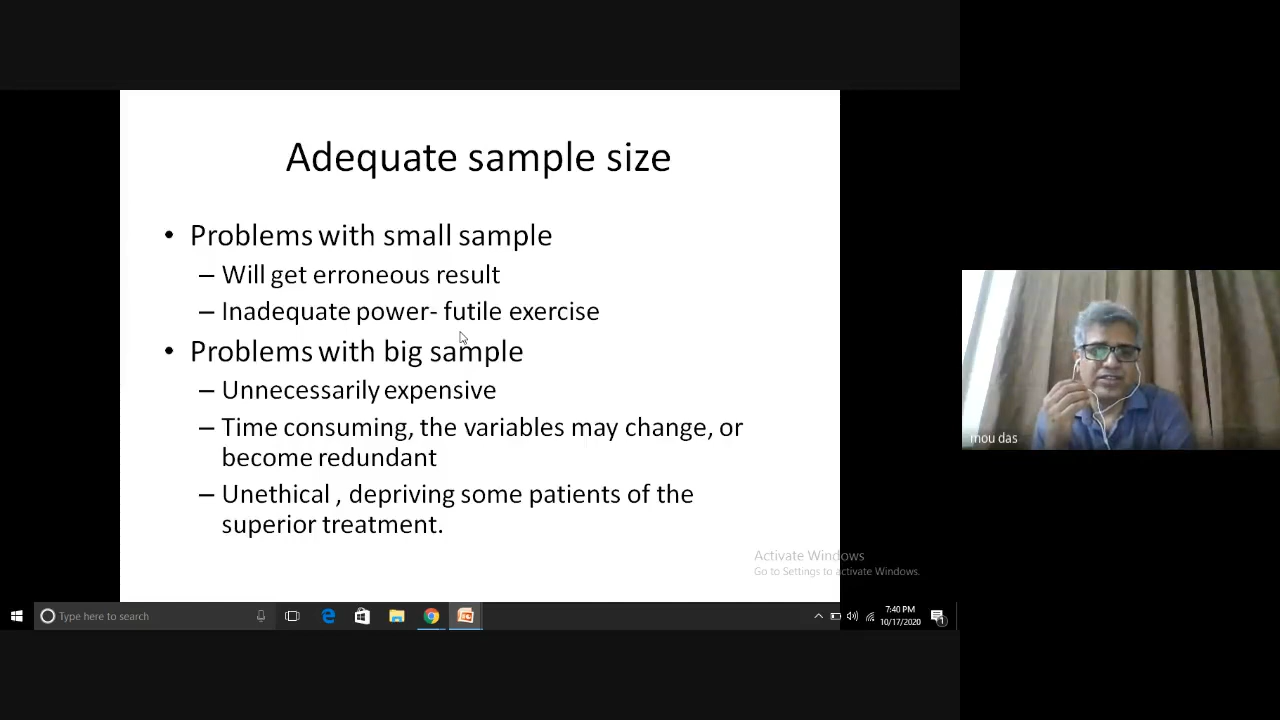 Adequate sample size
• Problems with small sample
– Will get erroneous result
– Inadequate power- futile exercise
• Problems with big sample
– Unnecessarily expensive
– Time consuming, the variables may change, or
become redundant
– Unethical , depriving some patients of the
superior treatment.
mou das
Activate Windows
Go to Settings to activate Windows.
Type here to search
7:40 PM
10/17/2020
1